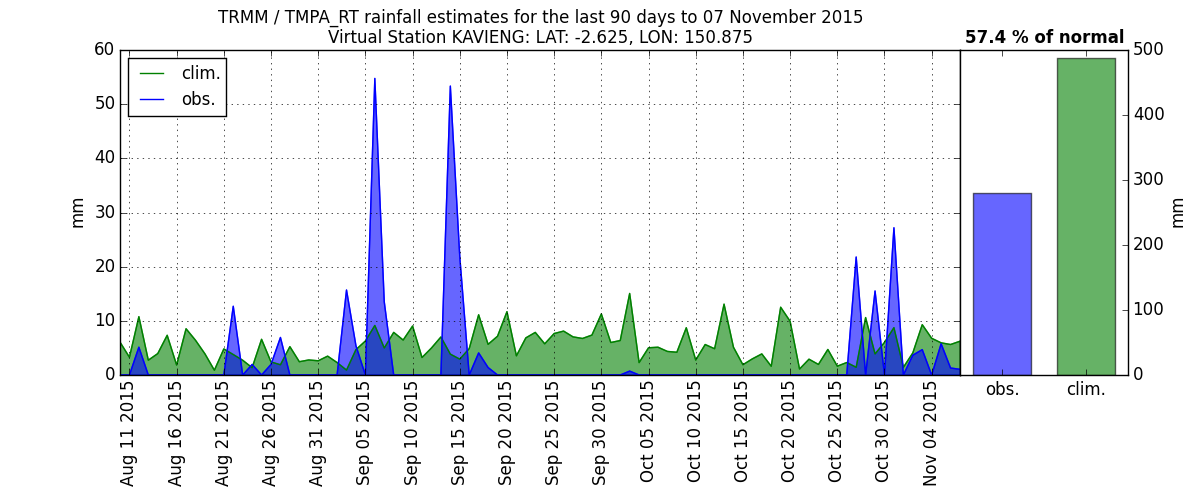 TRMM / TMPA_RT rainfall estimates for the last 90 days to 07 November 2015
Virtual Station KAVIENG: LAT: -2.625, LON: 150.875
57.4 % of normal
clim.
obs.
60
50
40
30
20
10
0
mm
500
400
300
200
100
0
mm
Aug 11 2015
Aug 16 2015
Aug 21 2015
Aug 26 2015
Aug 31 2015
Sep 05 2015
Sep 10 2015
Sep 15 2015
Sep 20 2015
Sep 25 2015
Sep 30 2015
Oct 05 2015
Oct 10 2015
Oct 15 2015
Oct 20 2015
Oct 25 2015
Oct 30 2015
Nov 04 2015
obs.
clim.